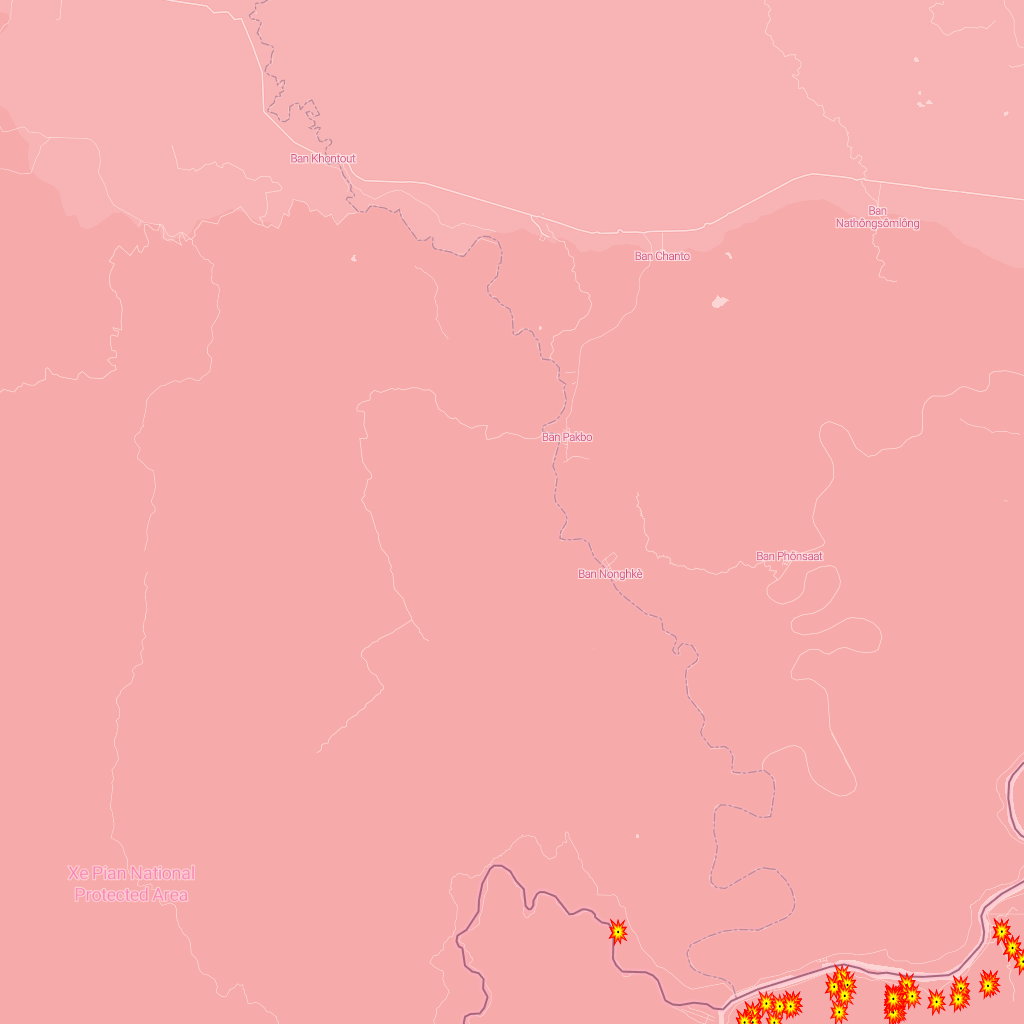 Ban Khontout
Ban
Nathôngsômlông
Ban Chanto
Ban Pakbo
Ban Phônsaat
Ban Nonghkè
Xe Pian National
Protected Area